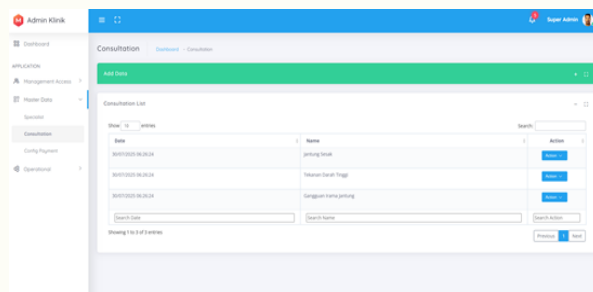 Admin Klinik
Super Admin
Dashboard
Consultation
Dashboard - Consultation
APPLICATION
Add Data
Management Access
Master Data
Consultation List
Specialist
Show 10 entries
Search:
Consultation
Date Name Action
Config Payment
30/07/2025 06:26:24 Jantung Sesak
Operational
30/07/2025 06:26:24 Tekanan Darah Tinggi
30/07/2025 06:26:24 Gangguan Irama Jantung
Search Date Search Name Search Action
Showing 1 to 3 of 3 entries
Previous 1 Next